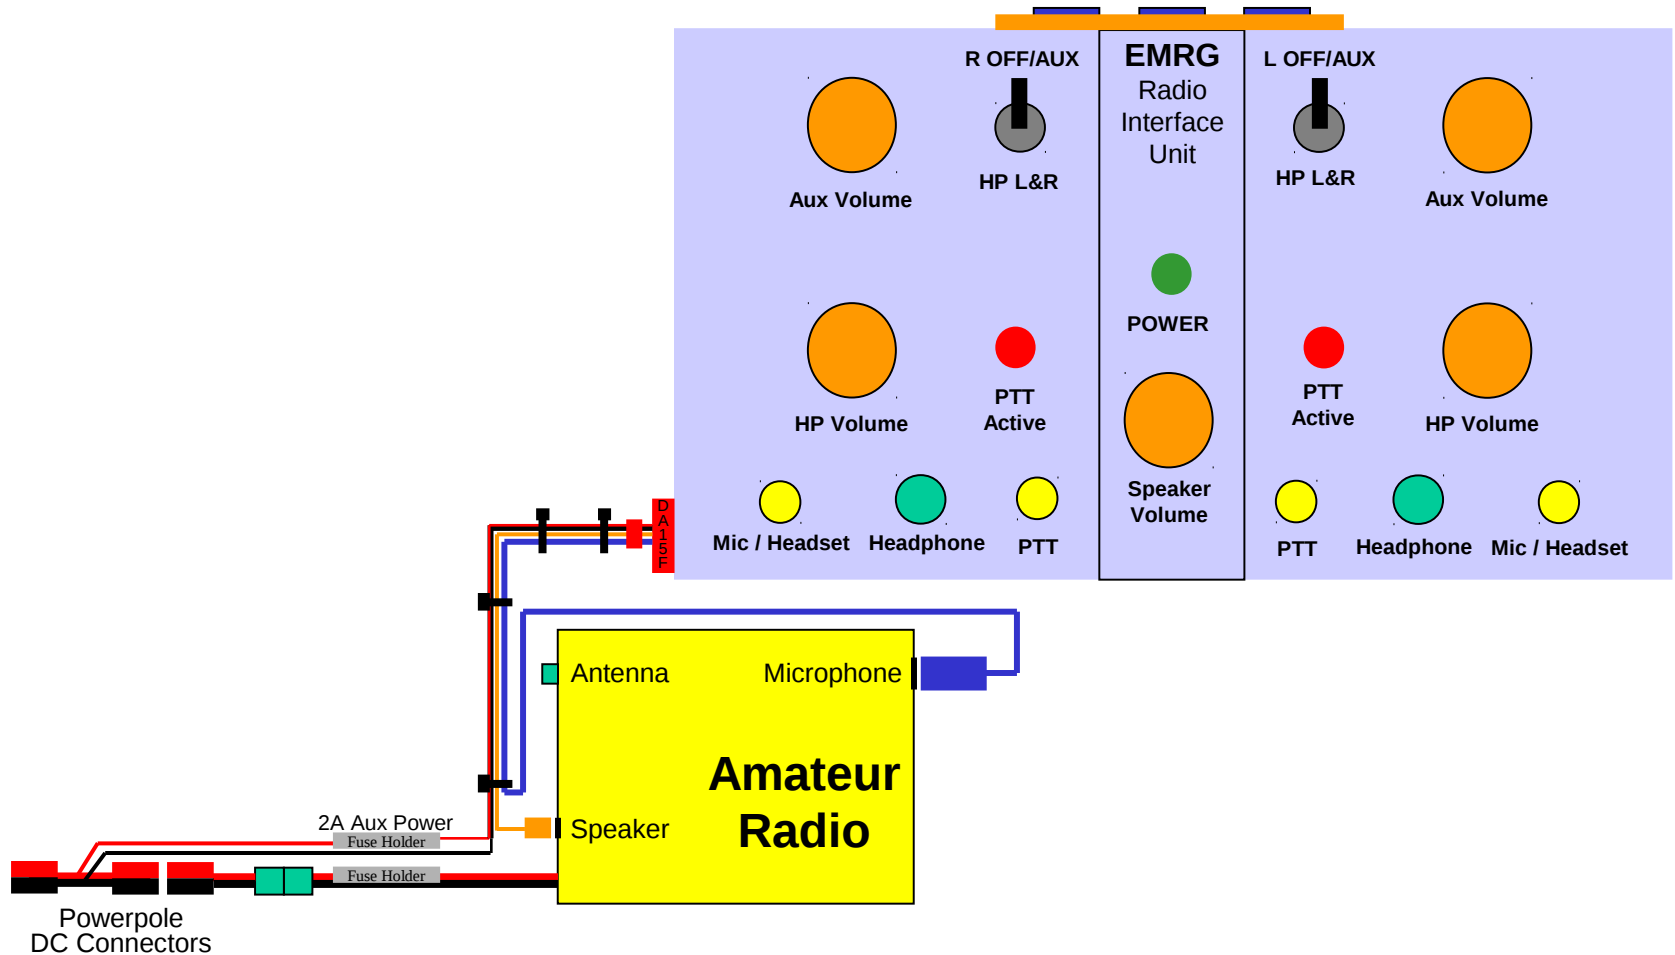 R OFF/AUX
EMRG
L OFF/AUX
Radio
Interface
Unit
HP L&R
HP L&R
Aux Volume
Aux Volume
POWER
PTT
Active
PTT
Active
HP Volume
HP Volume
Speaker
Volume
Mic / Headset
Headphone
PTT
PTT
Headphone
Mic / Headset
D
A
1
5
F
Antenna
Microphone
Amateur
Radio
Speaker
2A Aux Power
Fuse Holder
Fuse Holder
Powerpole
DC Connectors